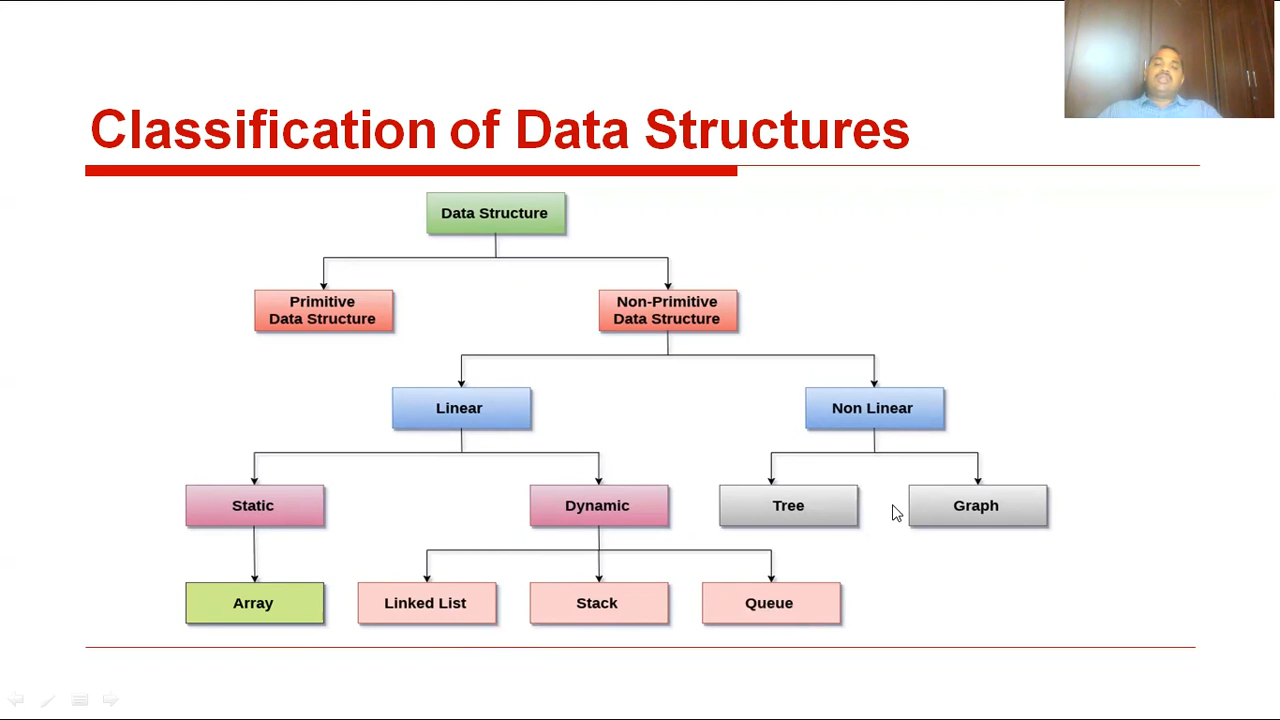 Classification of Data Structures
Data Structure
Primitive
Data Structure
Non-Primitive
Data Structure
Linear
Non Linear
Static
Dynamic
Tree
Graph
Array
Linked List
Stack
Queue